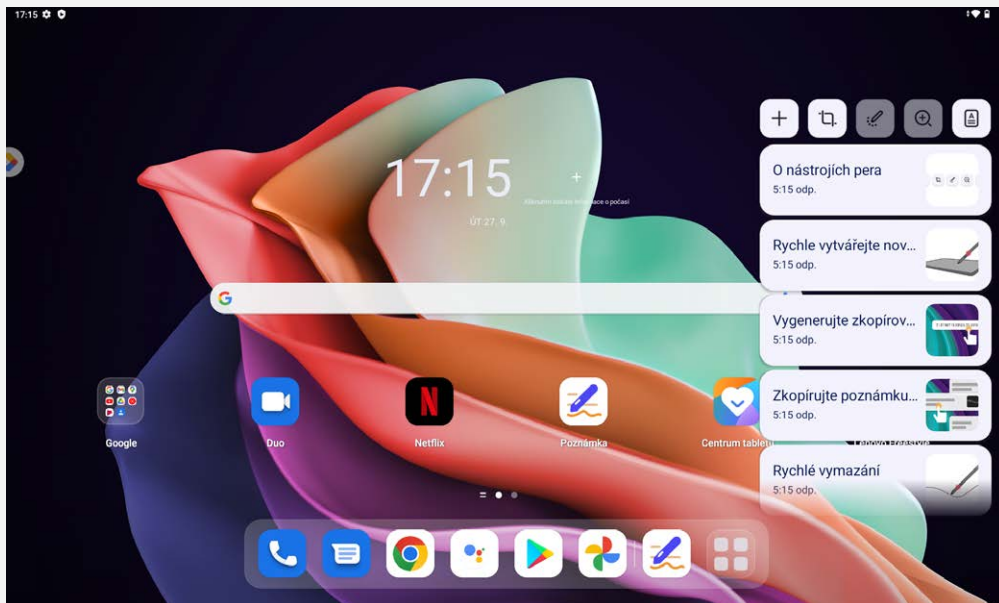 17:15
17:15
ÚT 27. 9.
O nástrojích pera
5:15 odp.
Rychle vytvářejte nov...
5:15 odp.
Vygenerujte zkopírov...
5:15 odp.
Zkopírujte poznámku...
5:15 odp.
Rychlé vymazání
5:15 odp.
Google
Duo
Netflix
Poznámka
Centrum tabletu
Lenovo Freestyle